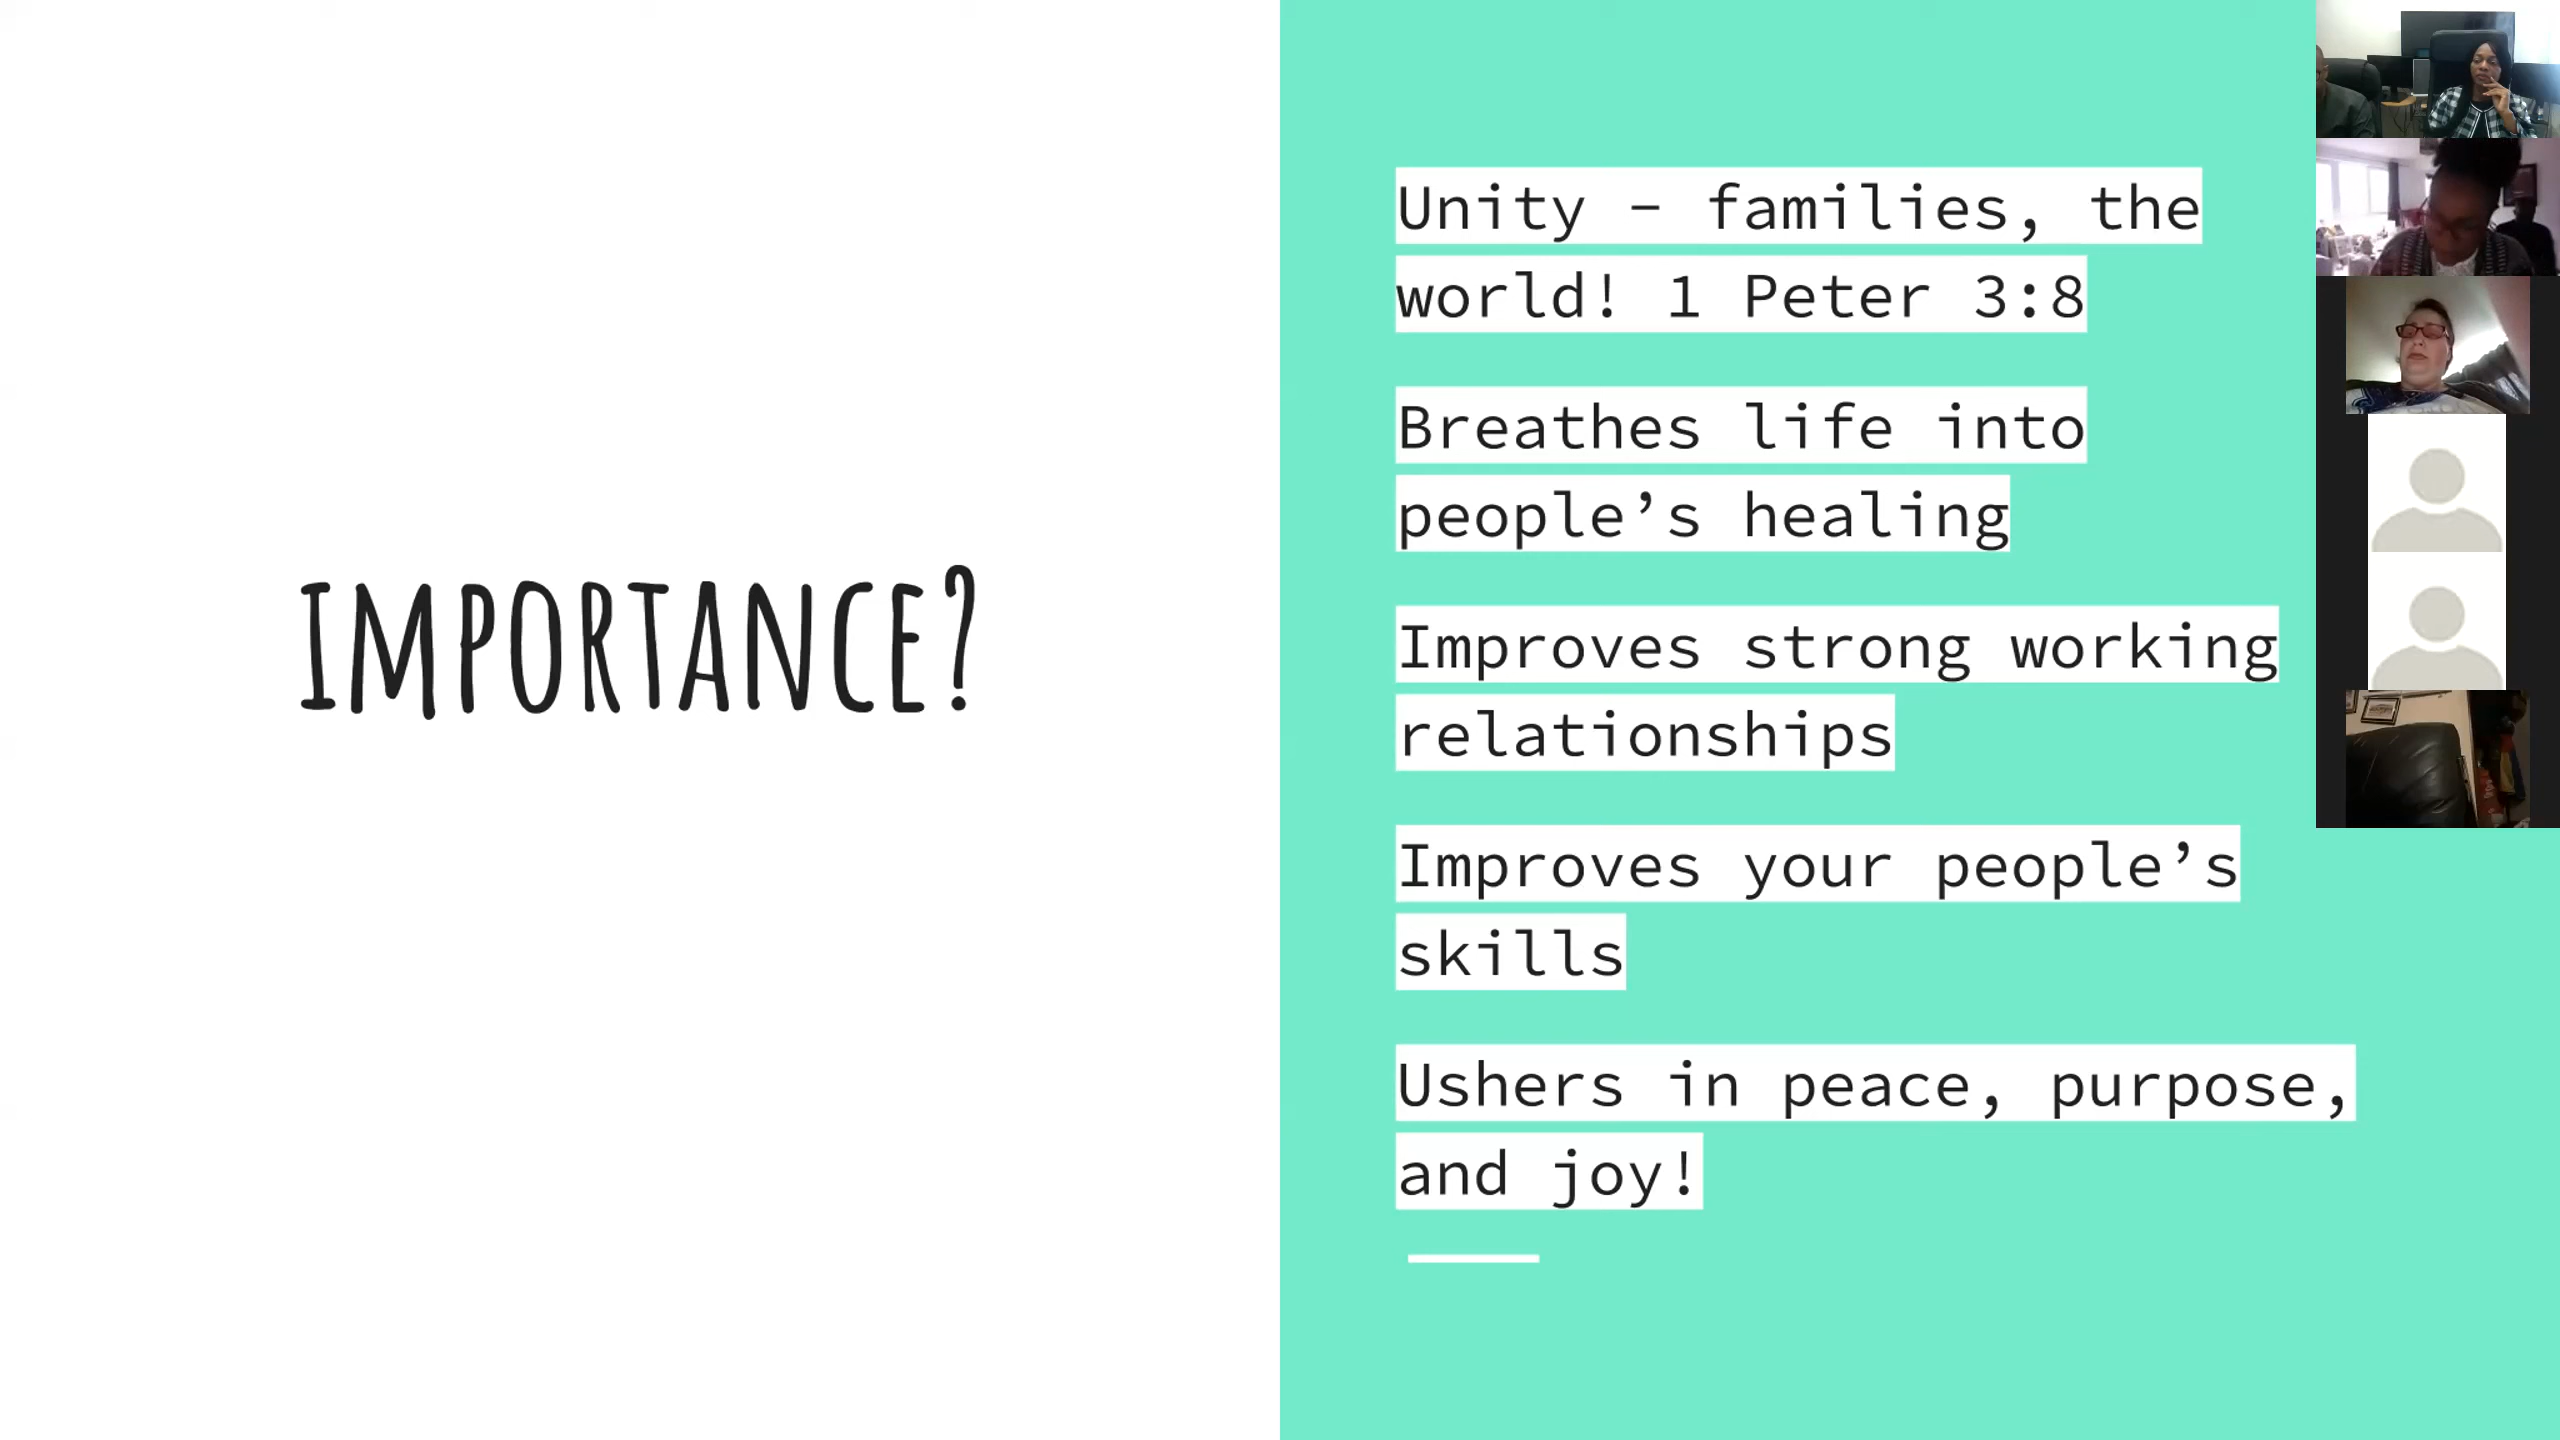 IMPORTANCE?
Unity – families, the
world! 1 Peter 3:8
Breathes life into
people’s healing
Improves strong working
relationships
Improves your people’s
skills
Ushers in peace, purpose,
and joy!